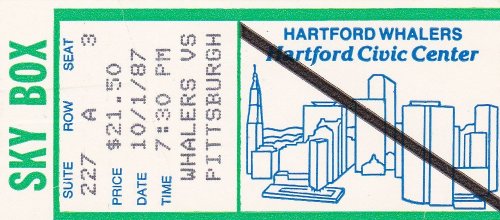 SKY BOX
SUITE ROW SEAT
227 A 3
PRICE $21.50
DATE 10/1/87
TIME 7:30 PM
WHALERS VS
PITTSBURGH
HARTFORD WHALERS
Hartford Civic Center